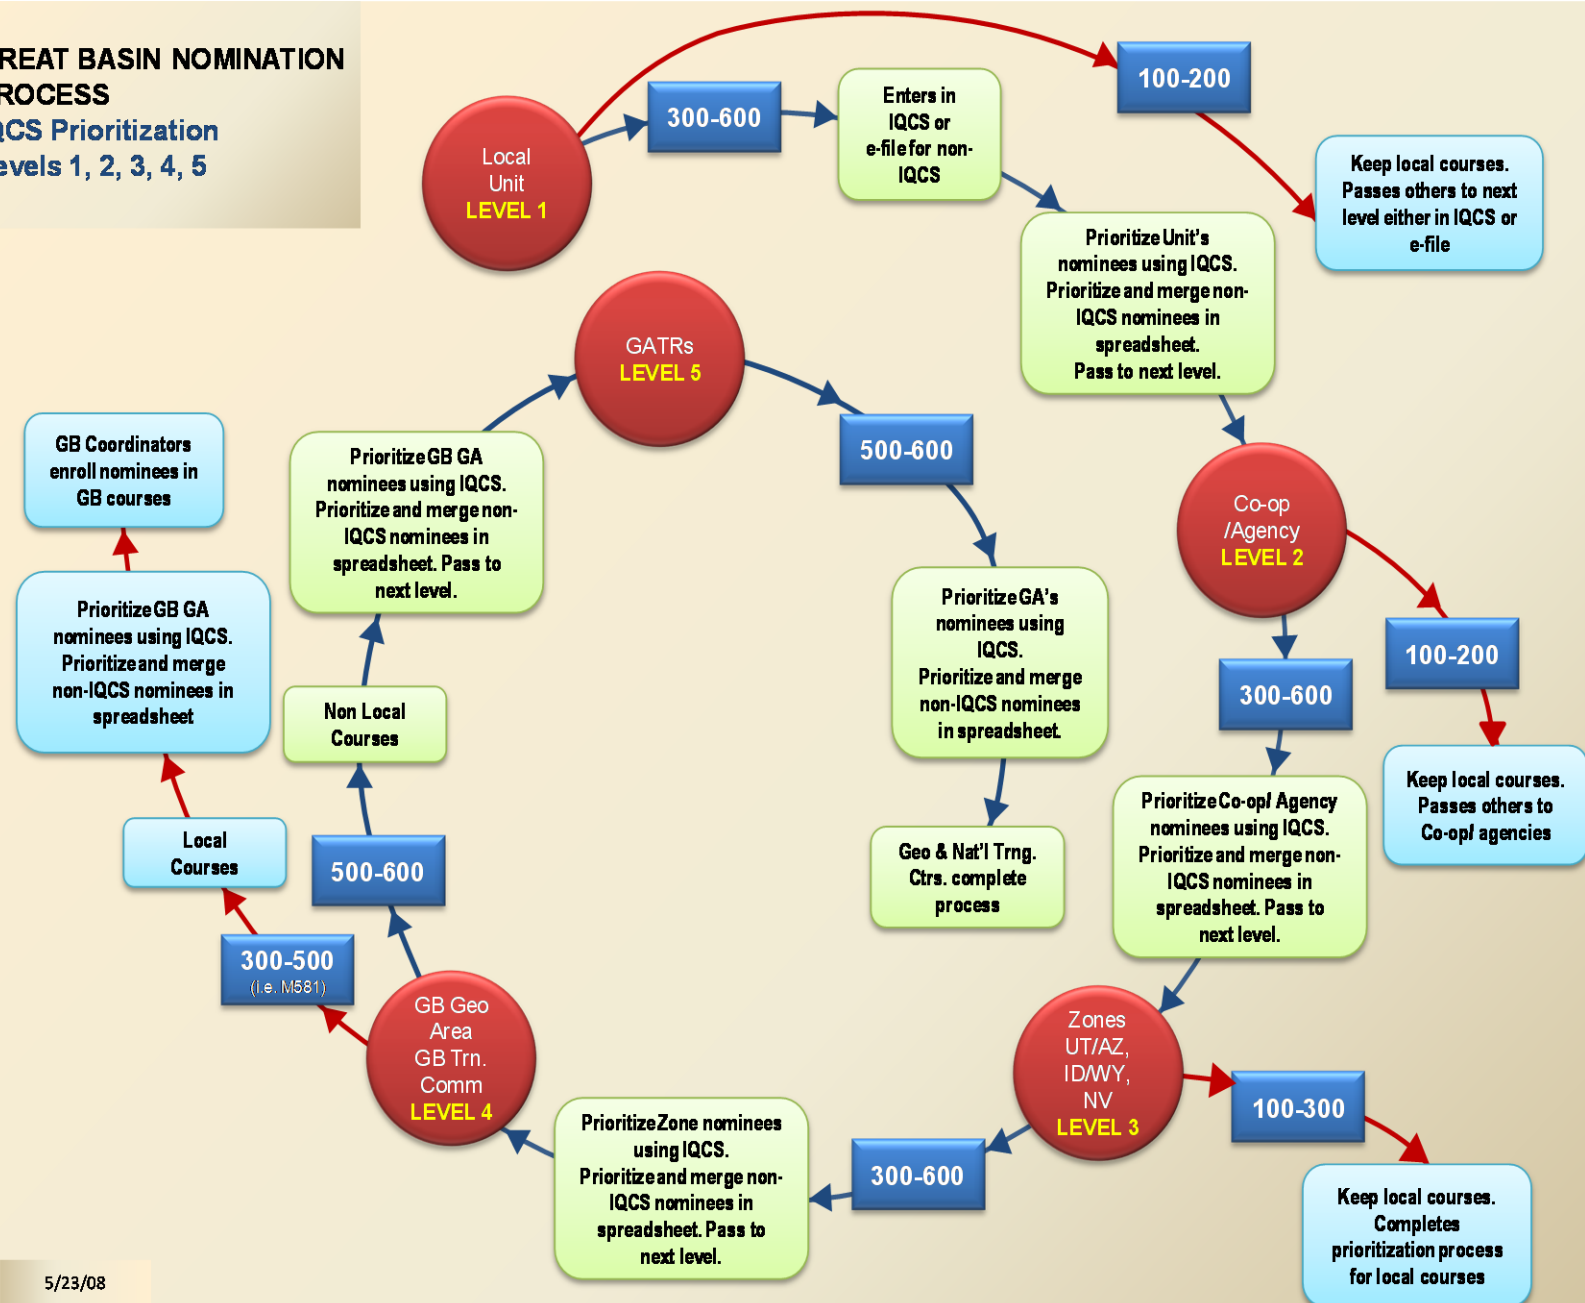 REAT BASIN NOMINATION
ROCESS
QCS Prioritization
evels 1, 2, 3, 4, 5
Local
Unit
LEVEL 1
300-600
Enters in
IQCS or
e-file for non-
IQCS
100-200
Keep local courses.
Passes others to next
level either in IQCS or
e-file
Prioritize Unit's
nominees using IQCS.
Prioritize and merge non-
IQCS nominees in
spreadsheet.
Pass to next level.
Co-op
/Agency
LEVEL 2
100-200
Keep local courses.
Passes others to
Co-op/ agencies
300-600
Prioritize Co-op/ Agency
nominees using IQCS.
Prioritize and merge non-
IQCS nominees in
spreadsheet. Pass to
next level.
Zones
UT/AZ,
ID/WY,
NV
LEVEL 3
100-300
Keep local courses.
Completes
prioritization process
for local courses
300-600
Prioritize Zone nominees
using IQCS.
Prioritize and merge non-
IQCS nominees in
spreadsheet. Pass to
next level.
GB Geo
Area
GB Trn.
Comm
LEVEL 4
300-500
(i.e. M581)
Local
Courses
Prioritize GB GA
nominees using IQCS.
Prioritize and merge
non-IQCS nominees in
spreadsheet
GB Coordinators
enroll nominees in
GB courses
500-600
Non Local
Courses
Prioritize GB GA
nominees using IQCS.
Prioritize and merge non-
IQCS nominees in
spreadsheet. Pass to
next level.
GATRs
LEVEL 5
500-600
Prioritize GA's
nominees using
IQCS.
Prioritize and merge
non-IQCS nominees
in spreadsheet.
Geo & Nat'l Trng.
Ctrs. complete
process
5/23/08